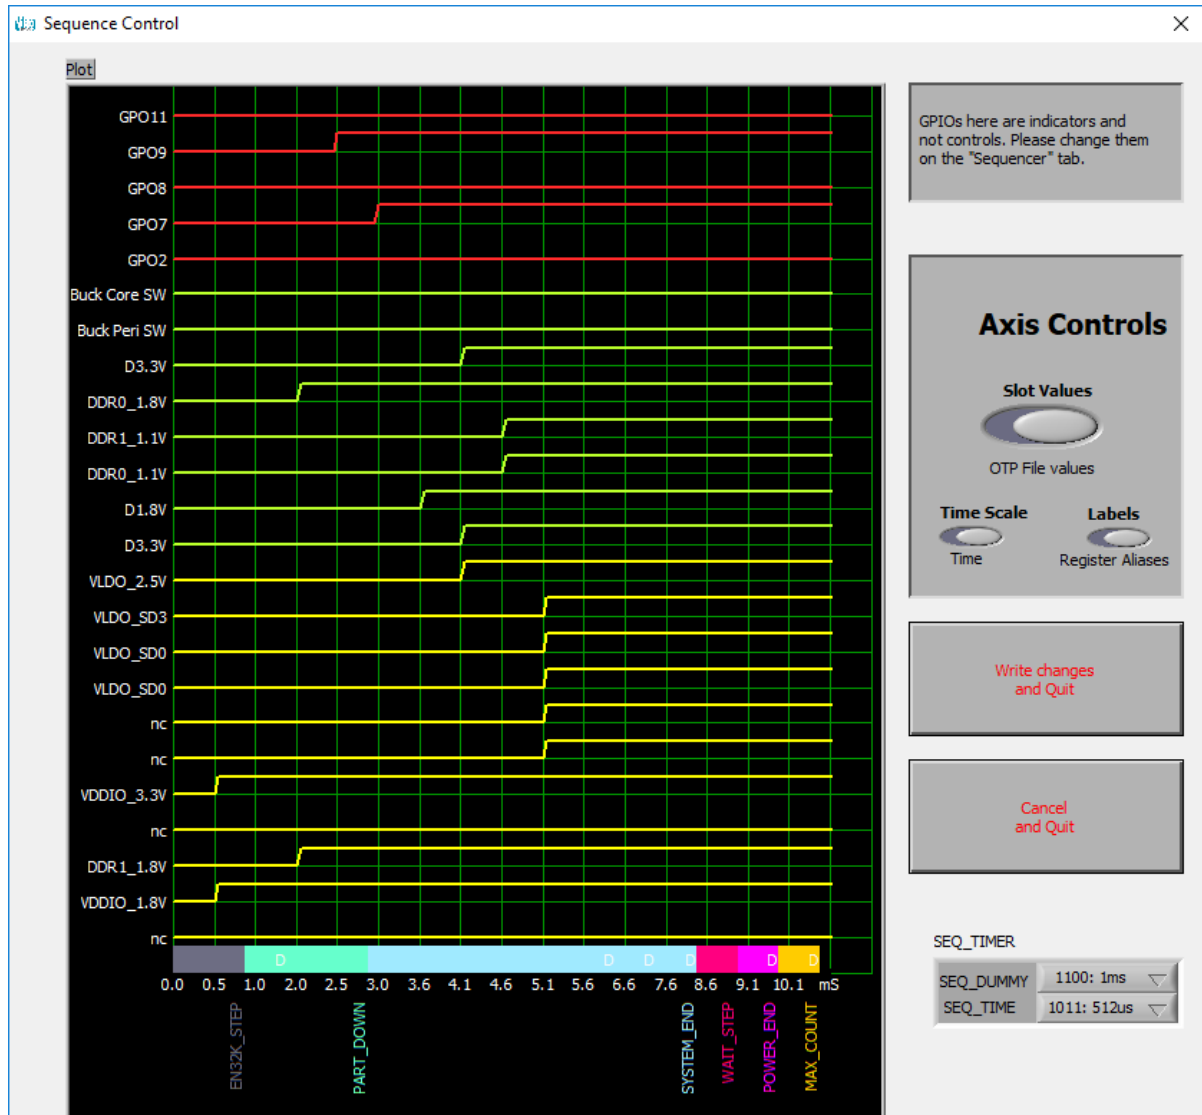 Sequence Control
Plot
GPO11
GPO9
GPO8
GPO7
GPO2
Buck Core SW
Buck Peri SW
D3.3V
DDR0_1.8V
DDR1_1.1V
DDR0_1.1V
D1.8V
D3.3V
VLDO_2.5V
VLDO_SD3
VLDO_SD0
VLDO_SD0
nc
nc
VDDIO_3.3V
nc
DDR1_1.8V
VDDIO_1.8V
nc
D D D D D D
0.0 0.5 1.0 2.0 2.5 3.0 3.6 4.1 4.6 5.1 5.6 6.6 7.6 8.6 9.1 10.1 mS
EN32K_STEP
PART_DOWN
SYSTEM_END
WAIT_STEP
POWER_END
MAX_COUNT
GPIOs here are indicators and
not controls. Please change them
on the "Sequencer" tab.
Axis Controls
Slot Values
OTP File values
Time Scale
Time
Labels
Register Aliases
Write changes
and Quit
Cancel
and Quit
SEQ_TIMER
SEQ_DUMMY 1100: 1ms
SEQ_TIME 1011: 512us